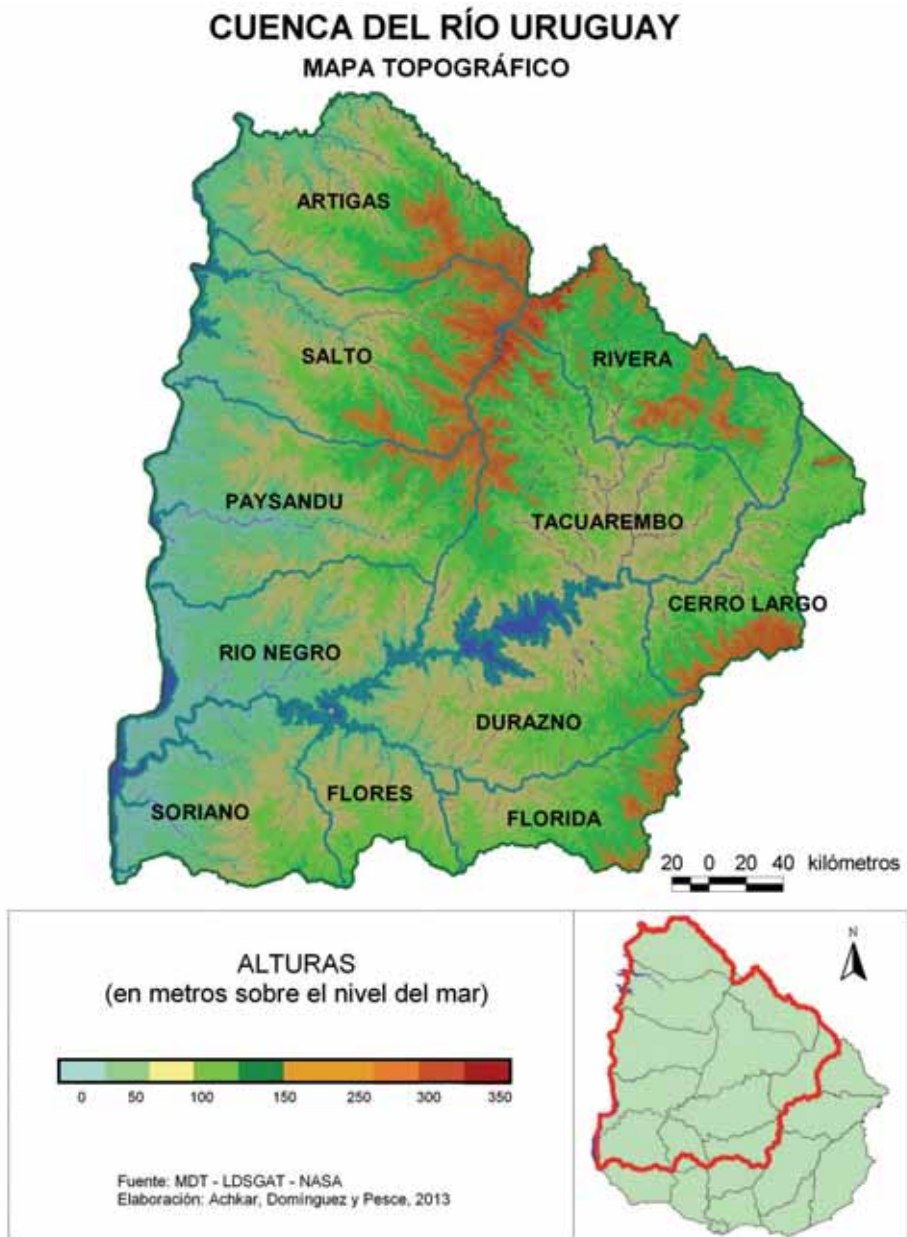 CUENCA DEL RÍO URUGUAY
MAPA TOPOGRÁFICO
ARTIGAS
SALTO
RIVERA
PAYSANDU
TACUAREMBO
CERRO LARGO
RIO NEGRO
DURAZNO
SORIANO
FLORES
FLORIDA
20 0 20 40 kilómetros
ALTURAS
(en metros sobre el nivel del mar)
0 50 100 150 250 300 350
Fuente: MDT - LDSGAT - NASA
Elaboración: Achkar, Domínguez y Pesce, 2013
N